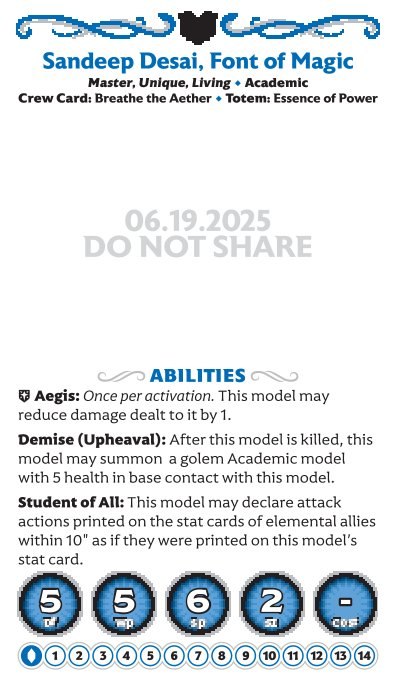 Sandeep Desai, Font of Magic
Master, Unique, Living ⬥ Academic
Crew Card: Breathe the Aether ⬥ Totem: Essence of Power
06.19.2025
DO NOT SHARE
ABILITIES
Aegis: Once per activation. This model may
reduce damage dealt to it by 1.
Demise (Upheaval): After this model is killed, this
model may summon a golem Academic model
with 5 health in base contact with this model.
Student of All: This model may declare attack
actions printed on the stat cards of elemental allies
within 10" as if they were printed on this model's
stat card.
5 5 6 2 -
df wp sp sz cost
1 2 3 4 5 6 7 8 9 10 11 12 13 14